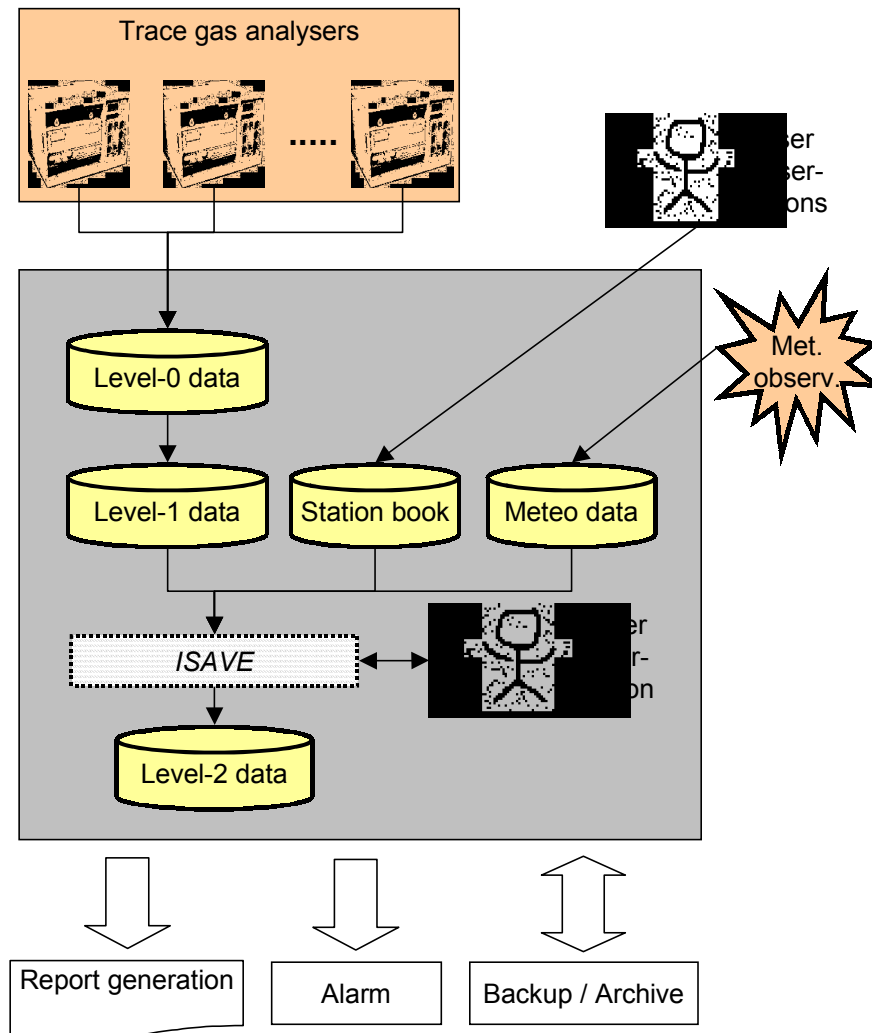 Trace gas analysers
.....
ser
ser-
ons
Met.
observ.
Level-0 data
Level-1 data
Station book
Meteo data
ISAVE
er
r-
on
Level-2 data
Report generation
Alarm
Backup / Archive